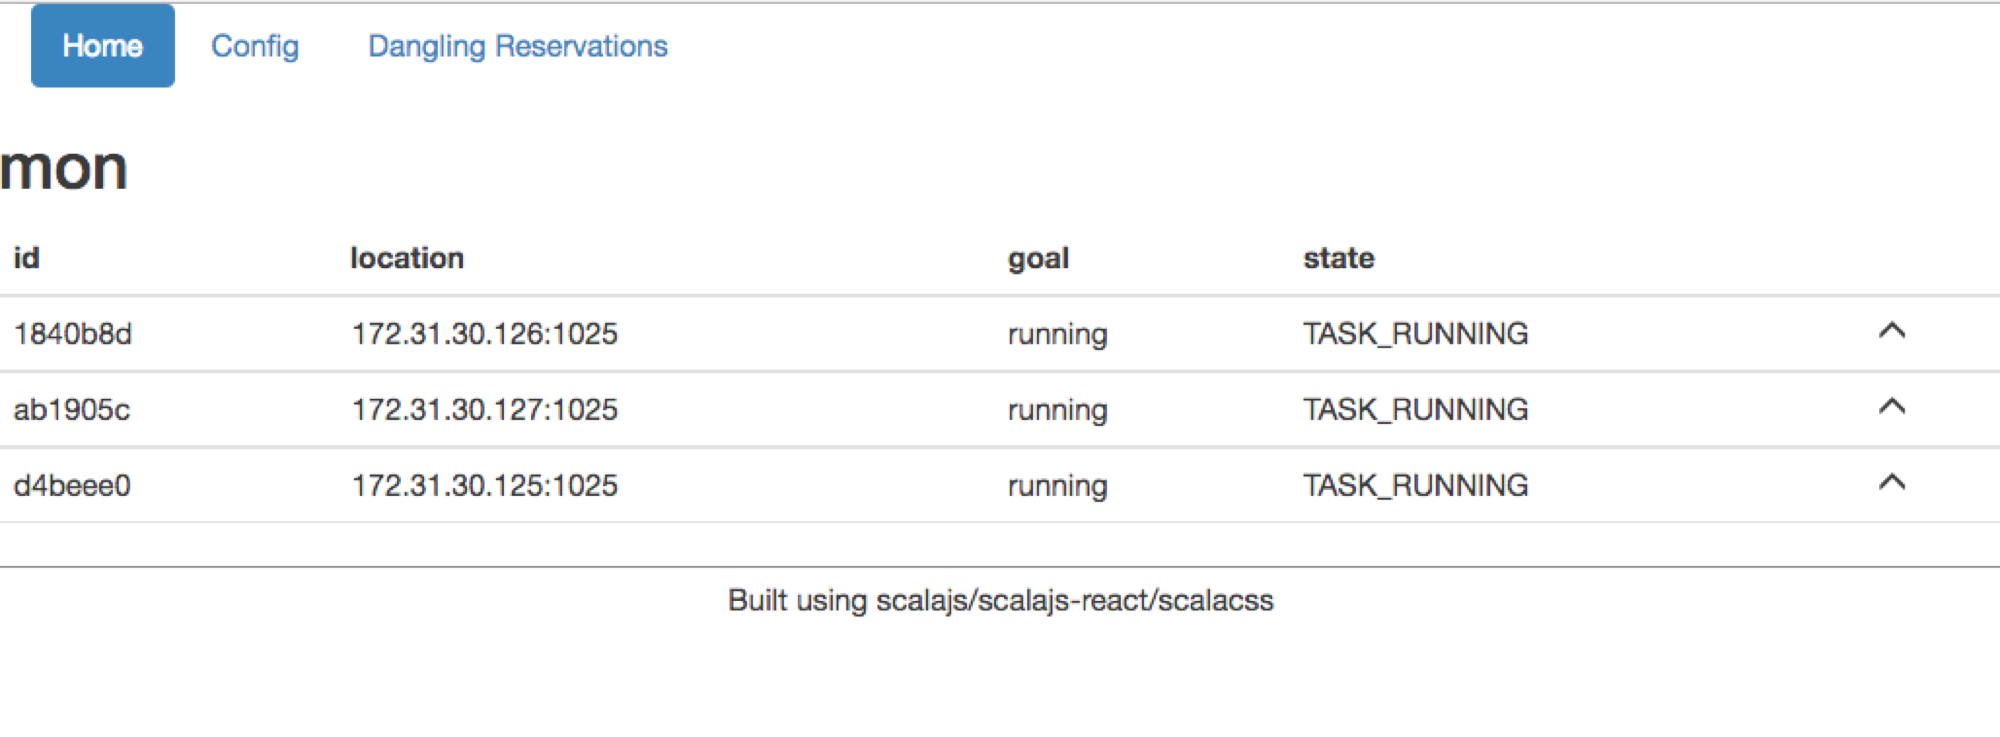 Home Config Dangling Reservations
mon
id location goal state
1840b8d 172.31.30.126:1025 running TASK_RUNNING
ab1905c 172.31.30.127:1025 running TASK_RUNNING
d4beee0 172.31.30.125:1025 running TASK_RUNNING
Built using scalajs/scalajs-react/scalacss